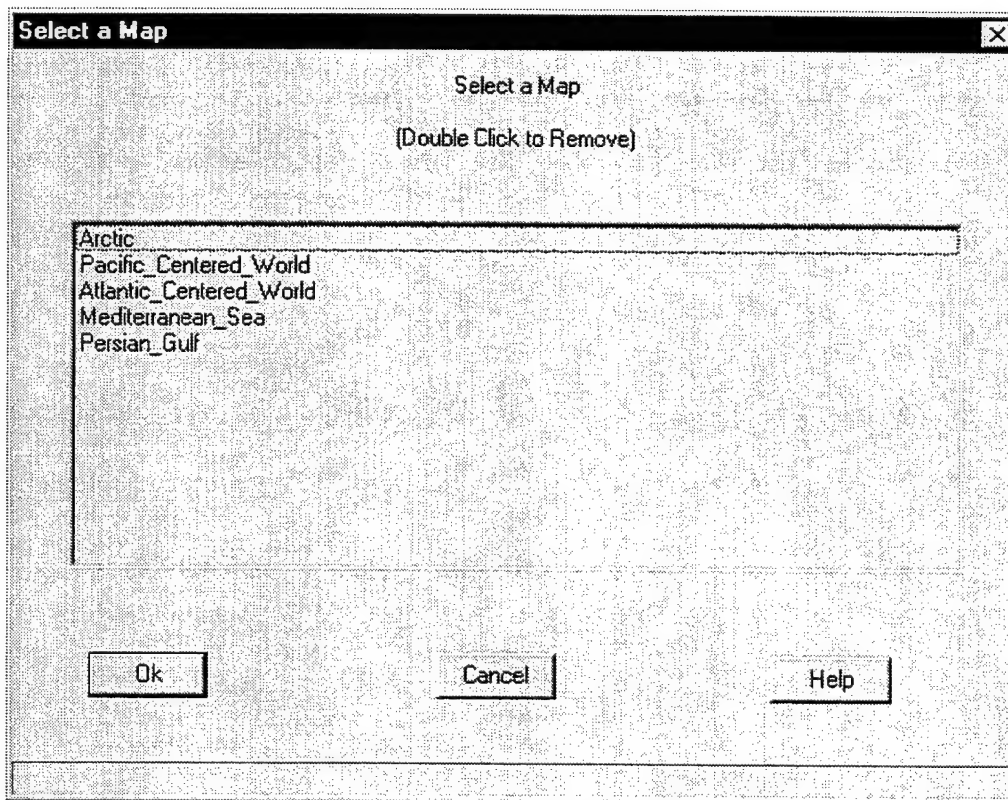 Select a Map
Select a Map
(Double Click to Remove)
Arctic
Pacific_Centered_World
Atlantic_Centered_World
Mediterranean_Sea
Persian_Gulf
Ok Cancel Help